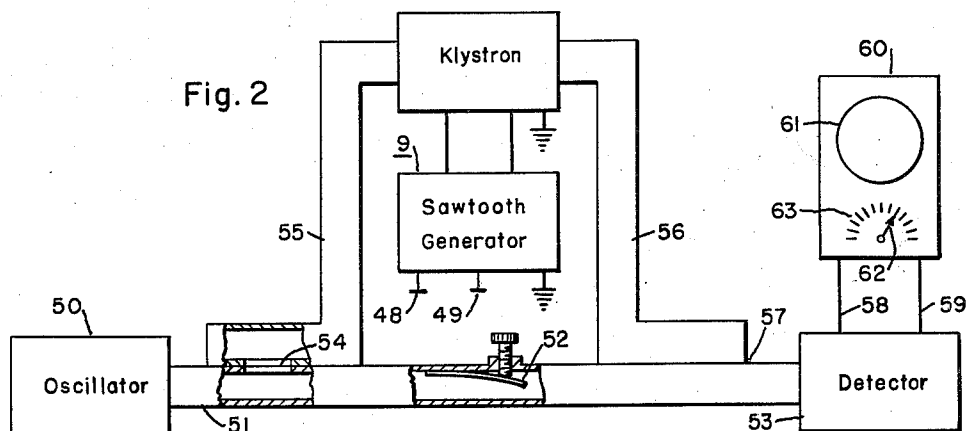 Fig. 2
Klystron
60
61
9
63
55
Sawtooth
Generator
56
62
48
49
58
59
50
54
52
57
Oscillator
51
Detector
53